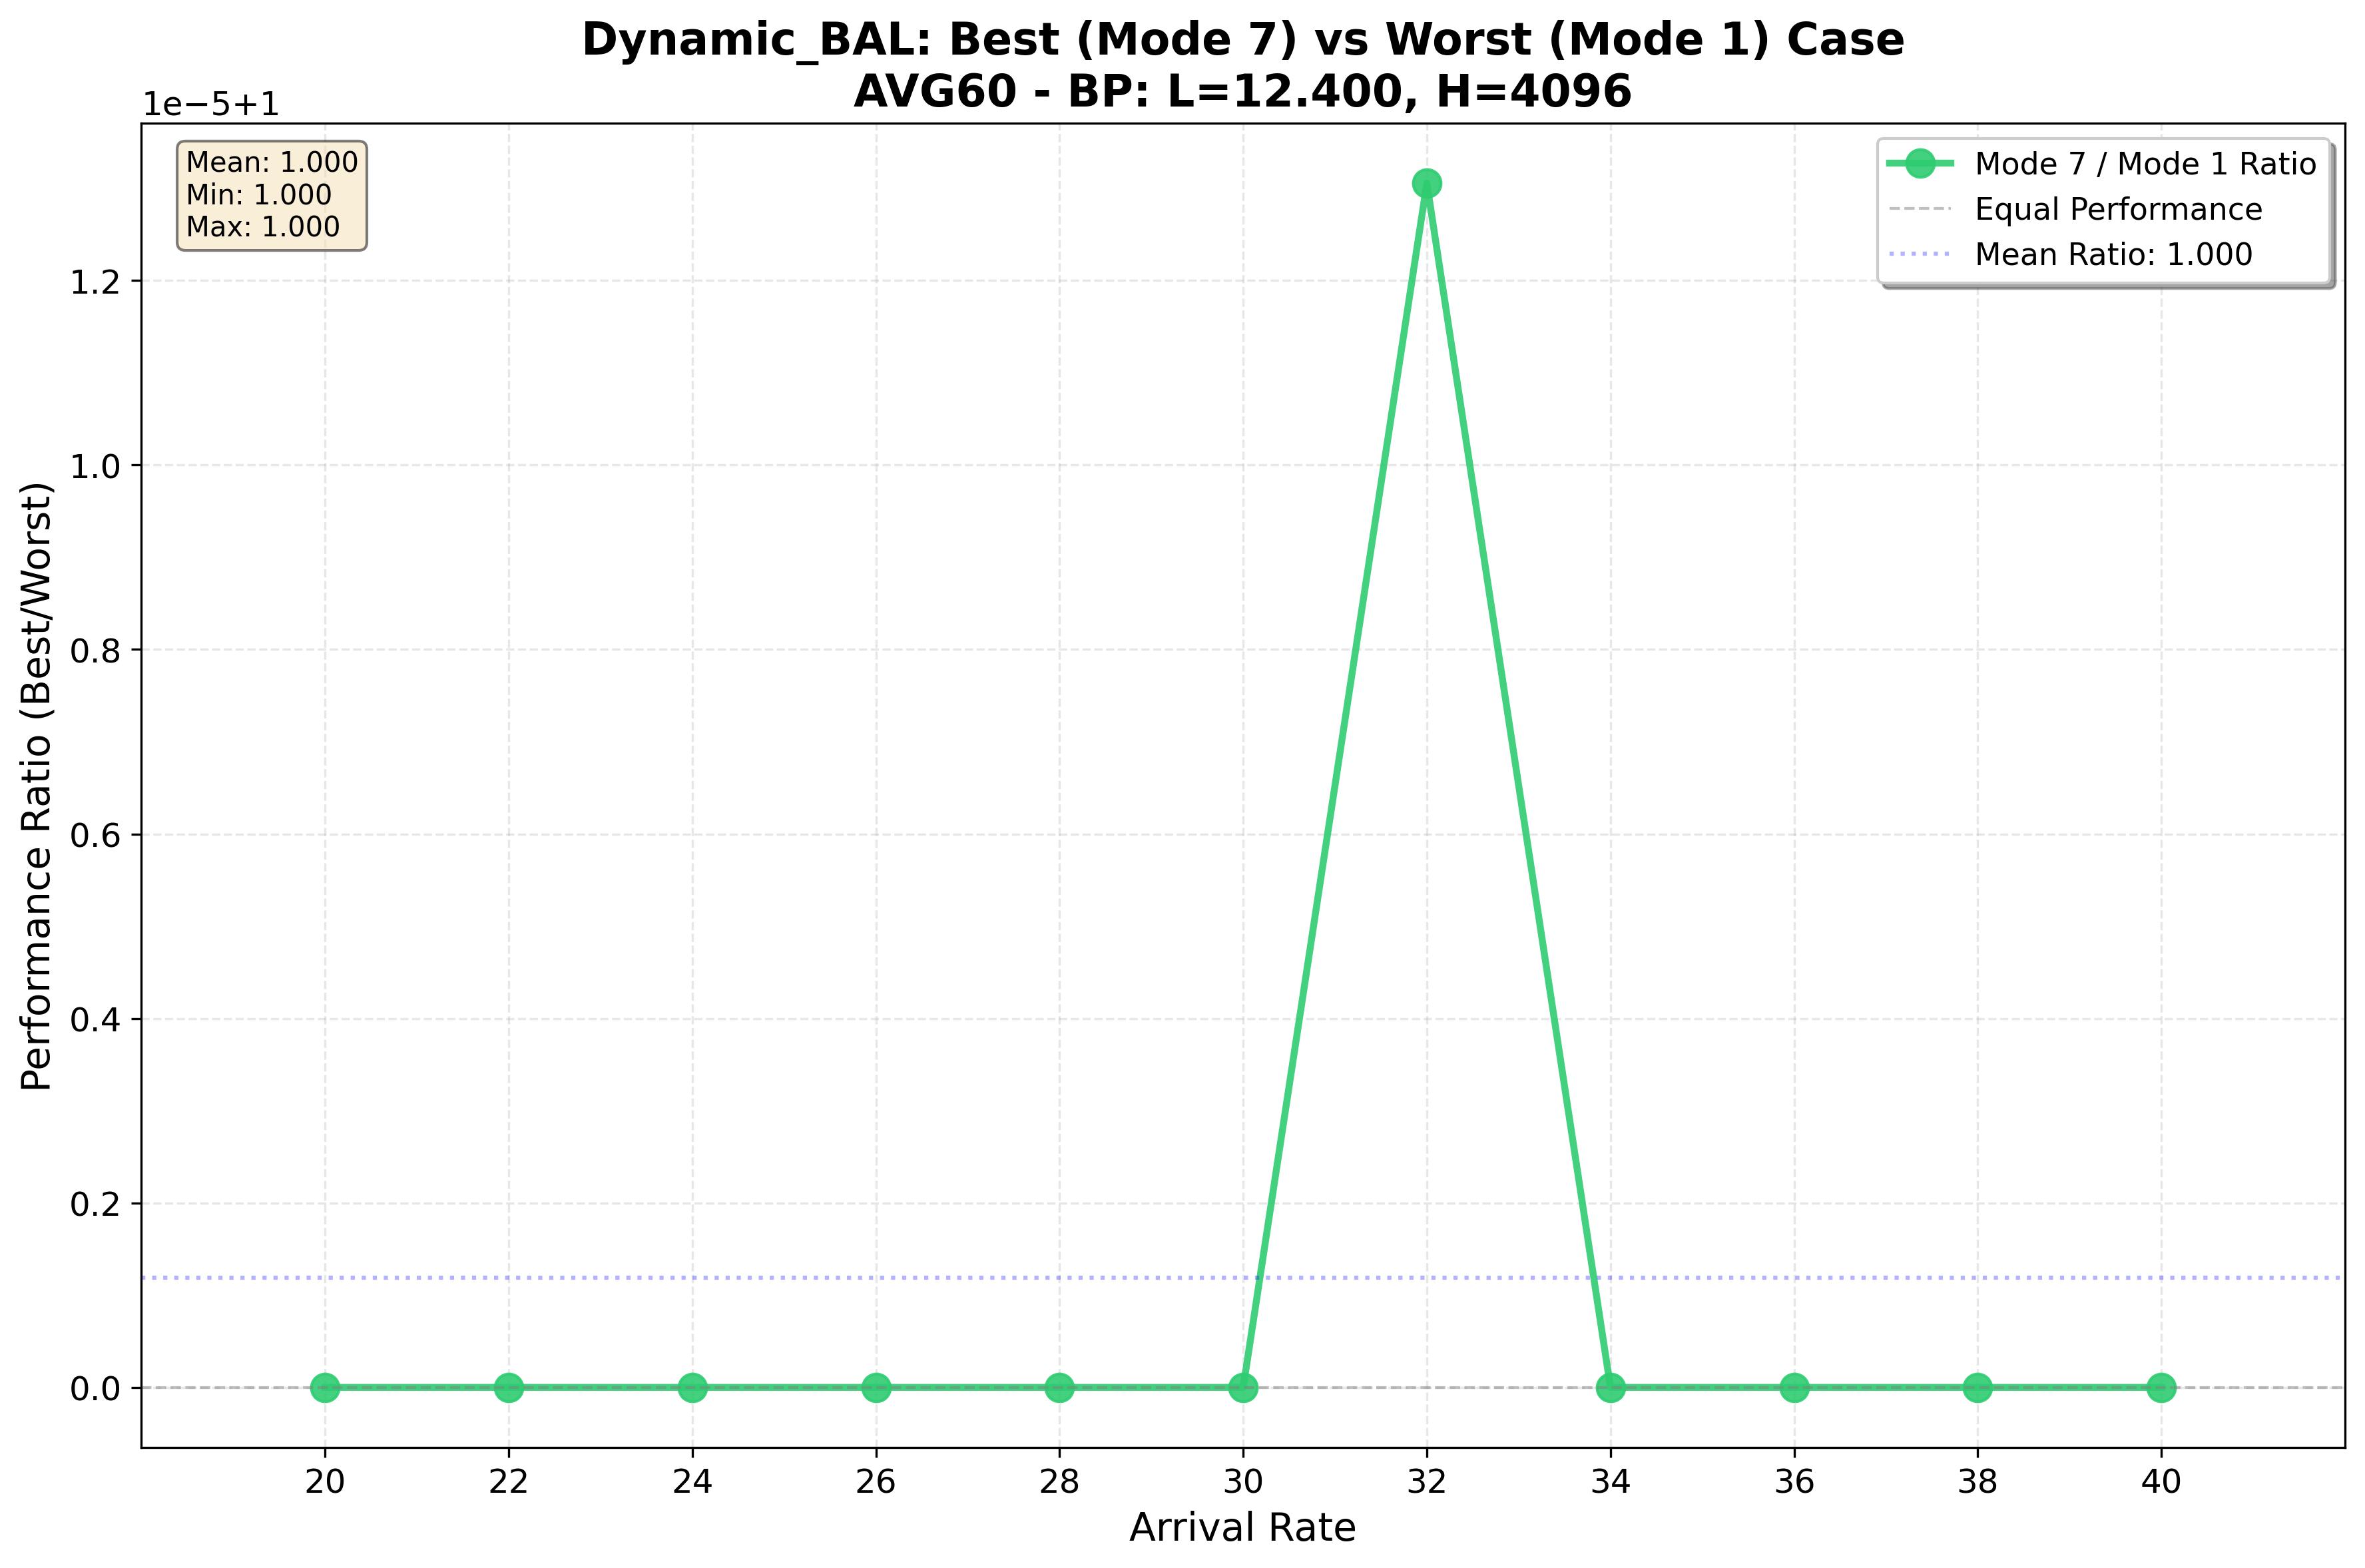 Dynamic_BAL: Best (Mode 7) vs Worst (Mode 1) Case
AVG60 - BP: L=12.400, H=4096
1e−5+1
Mean: 1.000
Min: 1.000
Max: 1.000
Mode 7 / Mode 1 Ratio
Equal Performance
Mean Ratio: 1.000
Performance Ratio (Best/Worst)
1.2
1.0
0.8
0.6
0.4
0.2
0.0
20 22 24 26 28 30 32 34 36 38 40
Arrival Rate